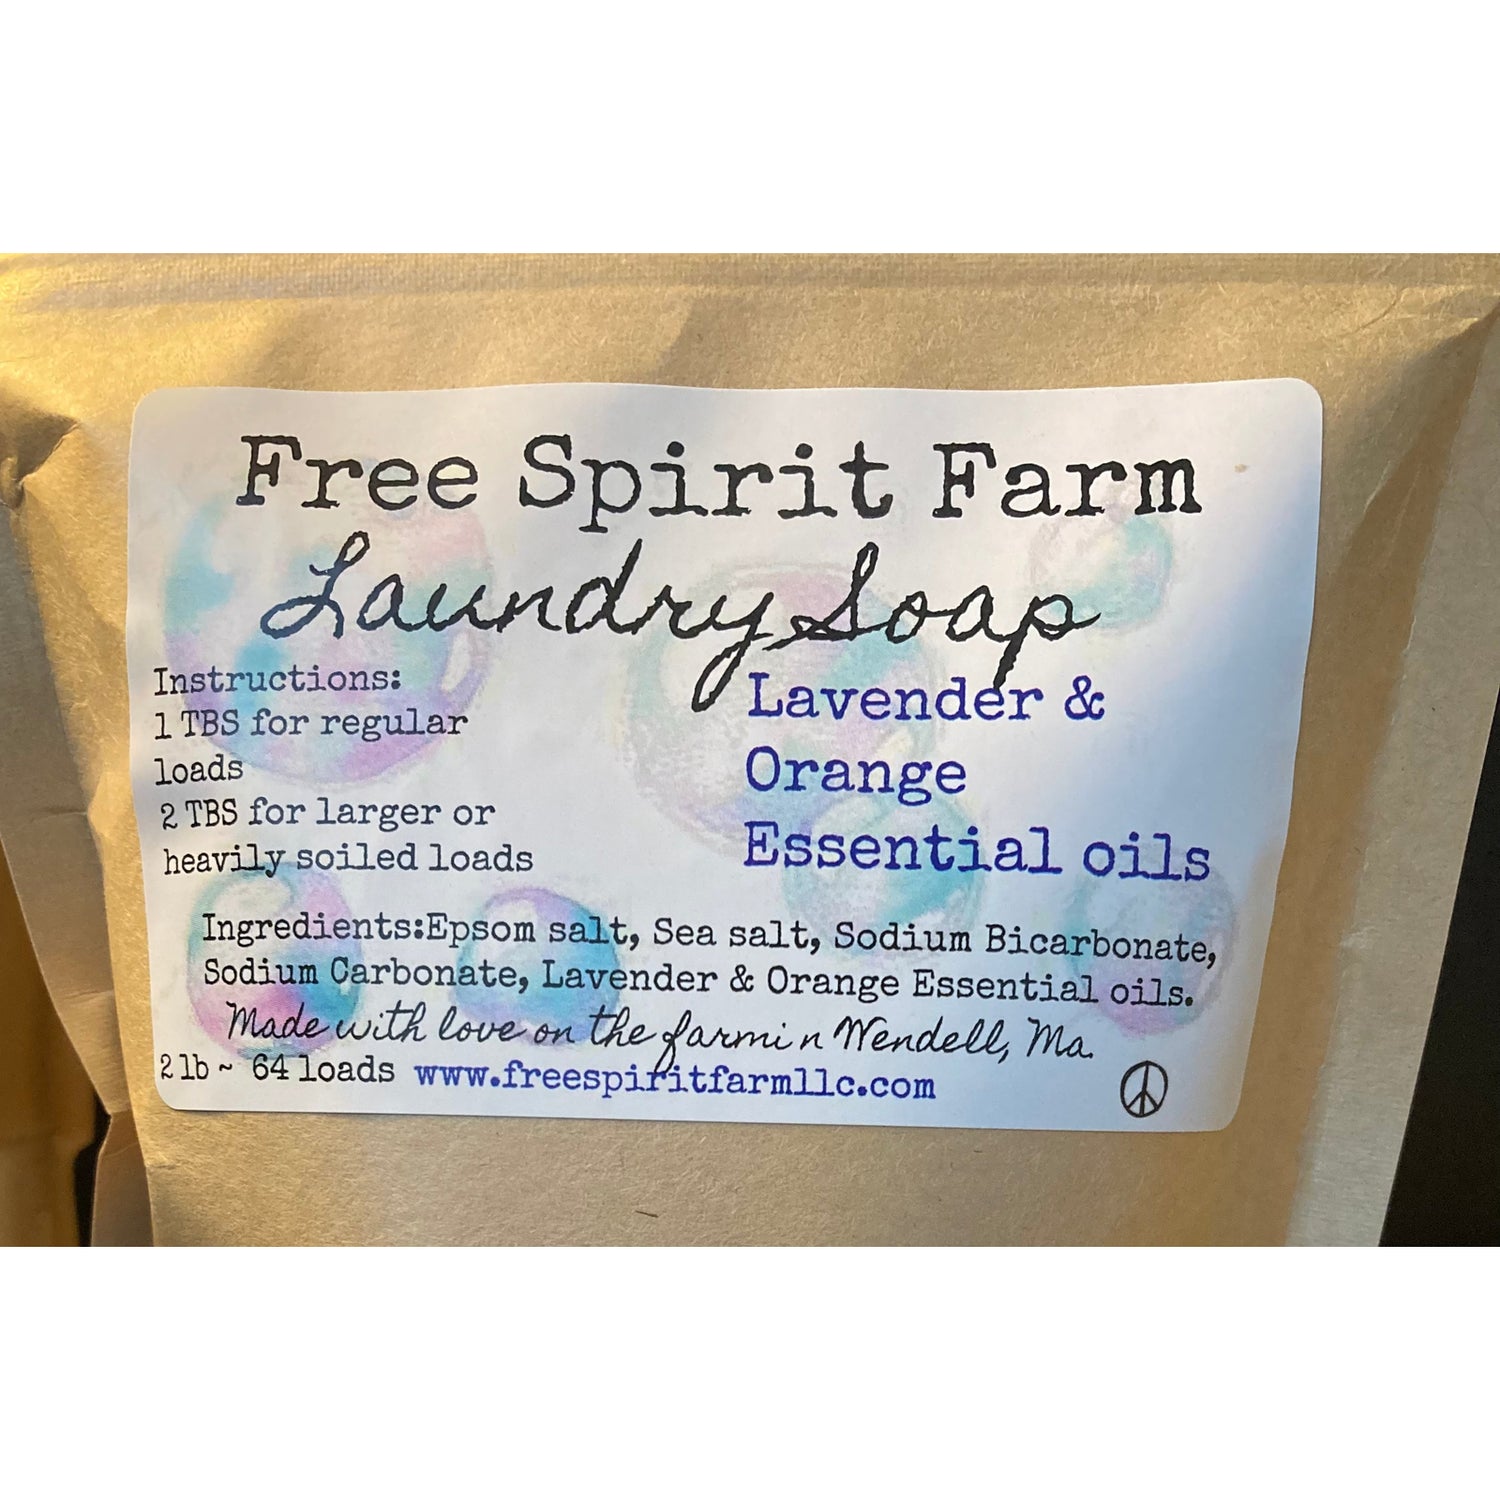 Free Spirit Farm
Laundry Soap
Instructions:
1 TBS for regular
loads
2 TBS for larger or
heavily soiled loads
Lavender &
Orange
Essential oils
Ingredients:Epsom salt, Sea salt, Sodium Bicarbonate,
Sodium Carbonate, Lavender & Orange Essential oils.
Made with love on the farmi n Wendell, Ma.
2 lb ~ 64 loads www.freespiritfarmllc.com